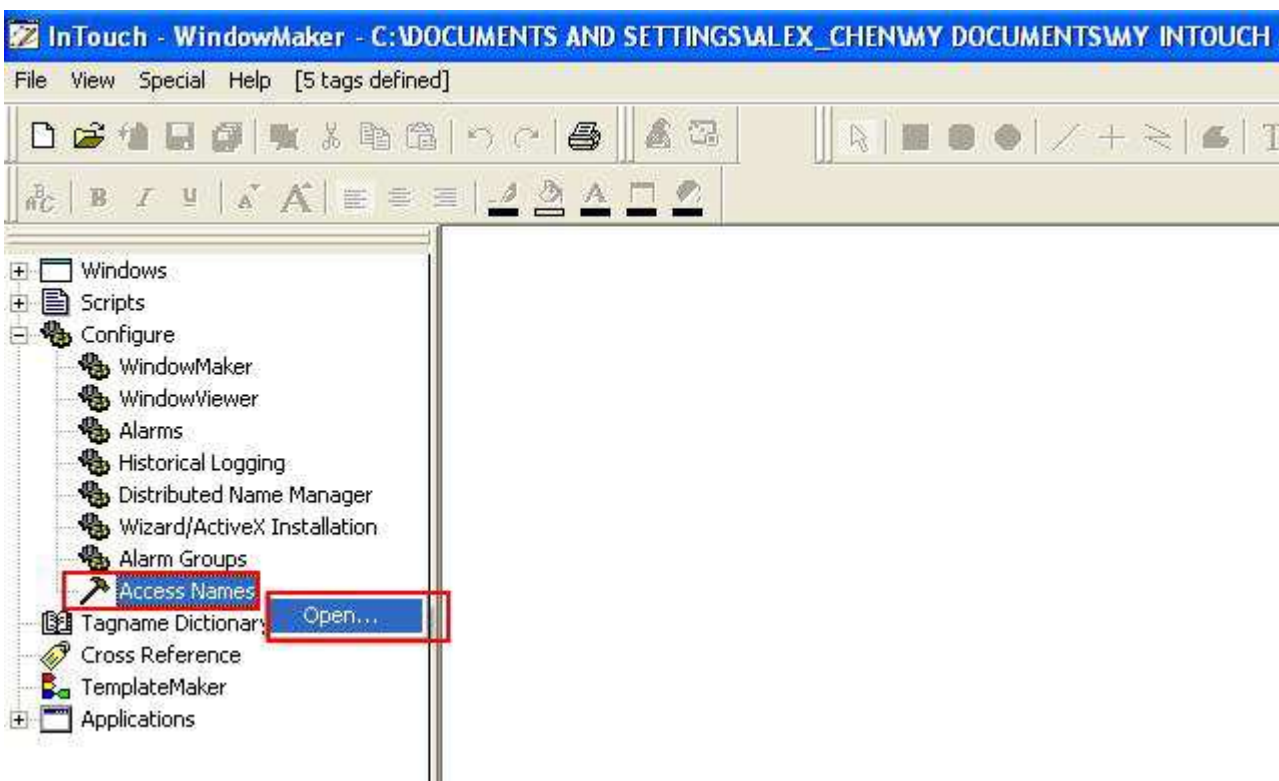 InTouch - WindowMaker - C:\DOCUMENTS AND SETTINGS\ALEX_CHEN\MY DOCUMENTS\MY INTOUCH
File View Special Help [5 tags defined]
ABC B I U A A A
Windows
Scripts
Configure
WindowMaker
WindowViewer
Alarms
Historical Logging
Distributed Name Manager
Wizard/ActiveX Installation
Alarm Groups
Access Names
Open...
Tagname Dictionary
Cross Reference
TemplateMaker
Applications